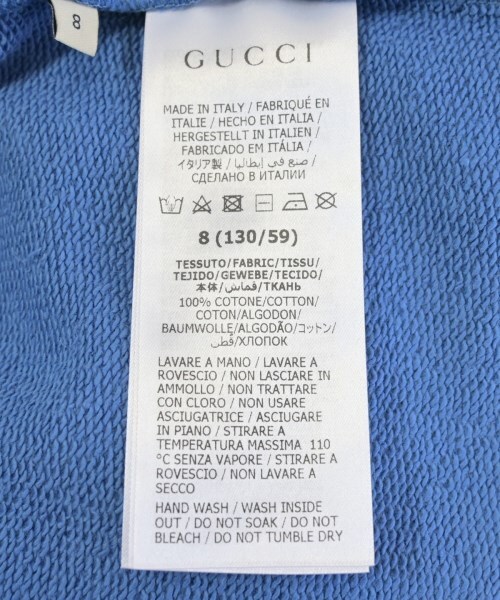 8
GUCCI
MADE IN ITALY / FABRIQUÉ EN
ITALIE / HECHO EN ITALIA /
HERGESTELLT IN ITALIEN /
FABRICADO EM ITÁLIA /
イタリア製 / صنع في إيطاليا /
СДЕЛАНО В ИТАЛИИ
8 (130/59)
TESSUTO/FABRIC/TISSU/
TEJIDO/GEWEBE/TECIDO/
本体/قماش/ТКАНЬ
100% COTONE/COTTON/
COTON/ALGODON/
BAUMWOLLE/ALGODÃO/コットン/
قطن/ХЛОПОК
LAVARE A MANO / LAVARE A
ROVESCIO / NON LASCIARE IN
AMMOLLO / NON TRATTARE
CON CLORO / NON USARE
ASCIUGATRICE / ASCIUGARE
IN PIANO / STIRARE A
TEMPERATURA MASSIMA 110
°C SENZA VAPORE / STIRARE A
ROVESCIO / NON LAVARE A
SECCO
HAND WASH / WASH INSIDE
OUT / DO NOT SOAK / DO NOT
BLEACH / DO NOT TUMBLE DRY